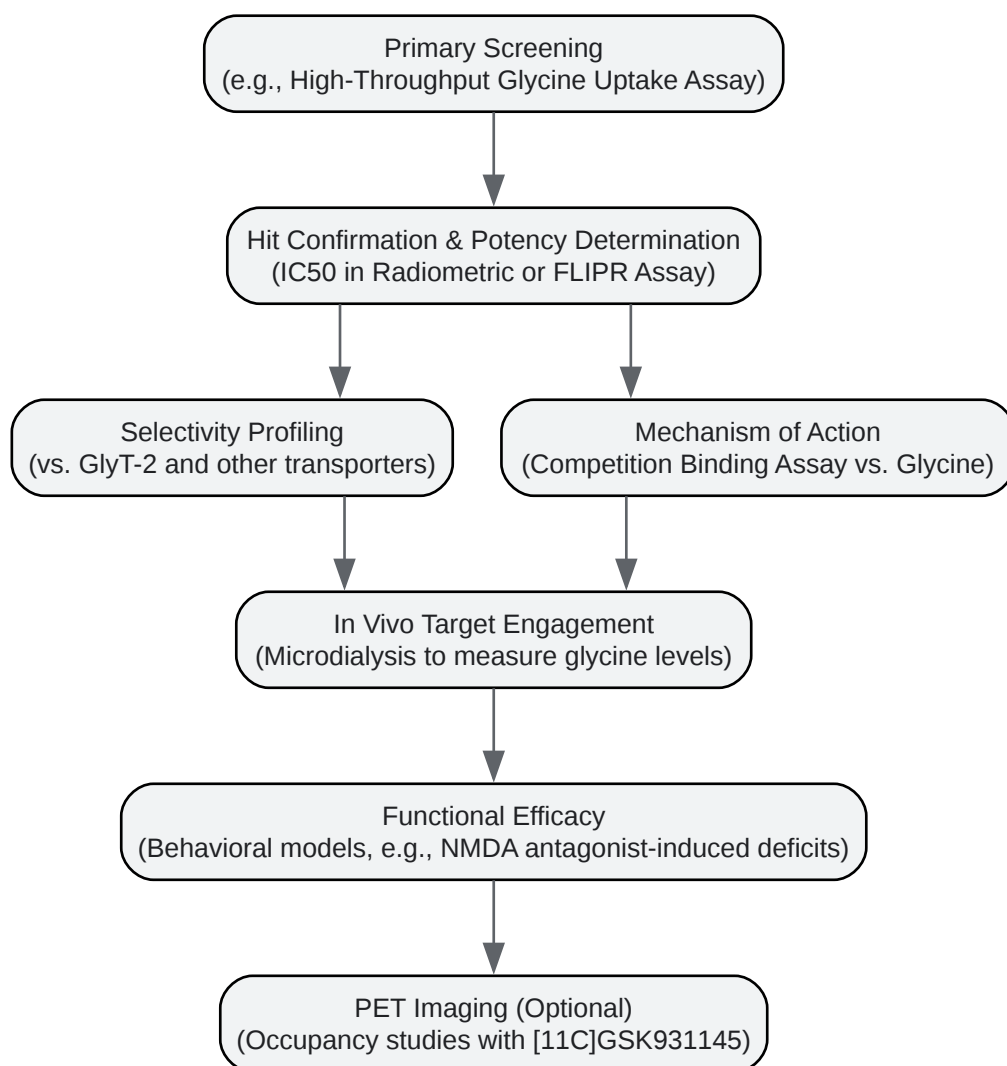 Primary Screening
(e.g., High-Throughput Glycine Uptake Assay)
Hit Confirmation & Potency Determination
(IC50 in Radiometric or FLIPR Assay)
Selectivity Profiling
(vs. GlyT-2 and other transporters)
Mechanism of Action
(Competition Binding Assay vs. Glycine)
In Vivo Target Engagement
(Microdialysis to measure glycine levels)
Functional Efficacy
(Behavioral models, e.g., NMDA antagonist-induced deficits)
PET Imaging (Optional)
(Occupancy studies with [11C]GSK931145)